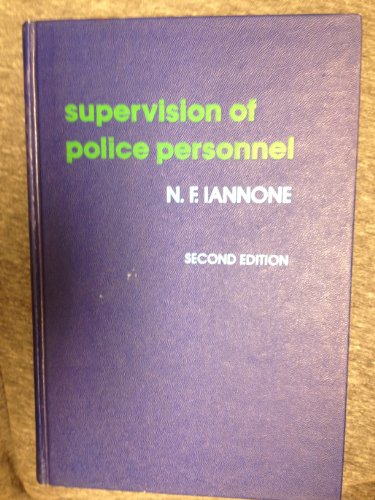 supervision of
police personnel
N. F. IANNONE
SECOND EDITION